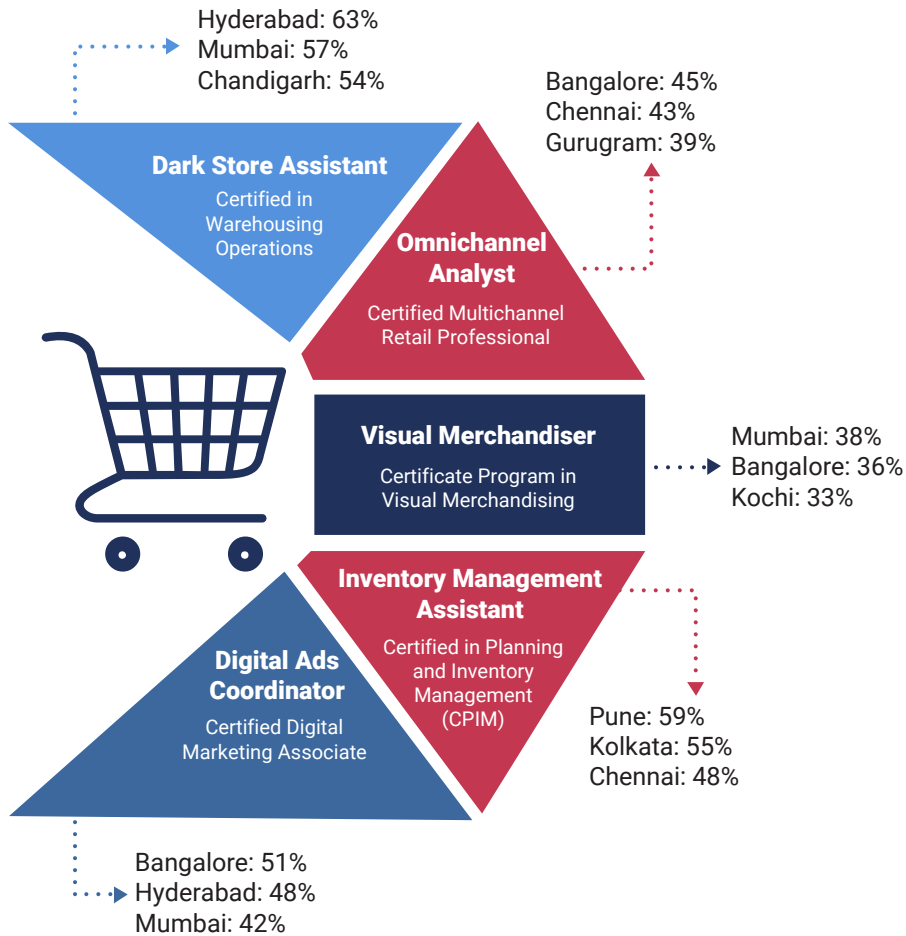 Hyderabad: 63%
Mumbai: 57%
Chandigarh: 54%
Bangalore: 45%
Chennai: 43%
Gurugram: 39%
Dark Store Assistant
Certified in
Warehousing
Operations
Omnichannel
Analyst
Certified Multichannel
Retail Professional
Visual Merchandiser
Certificate Program in
Visual Merchandising
Mumbai: 38%
Bangalore: 36%
Kochi: 33%
Inventory Management
Assistant
Certified in Planning
and Inventory
Management
(CPIM)
Pune: 59%
Kolkata: 55%
Chennai: 48%
Digital Ads
Coordinator
Certified Digital
Marketing Associate
Bangalore: 51%
Hyderabad: 48%
Mumbai: 42%